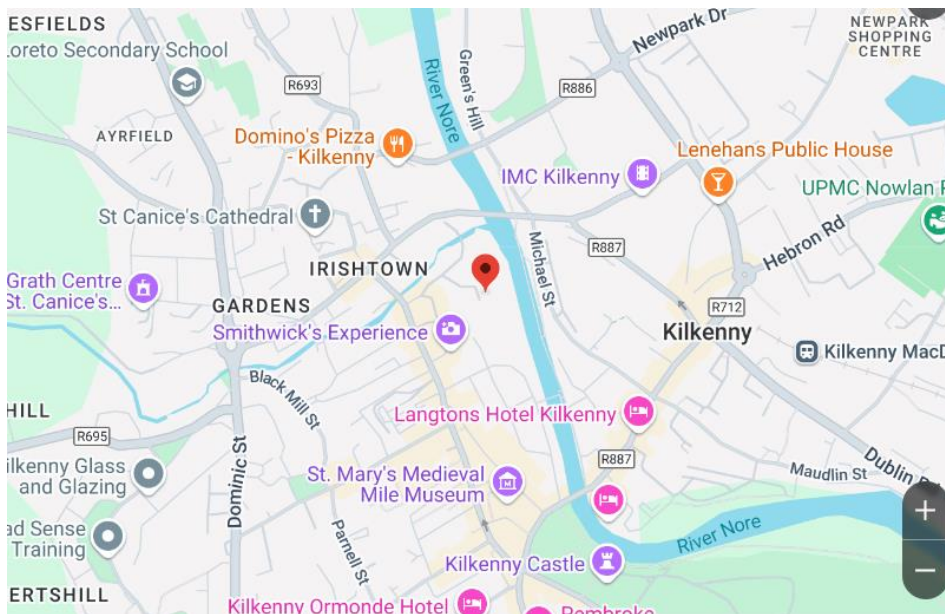 ESFIELDS
Loreto Secondary School
AYRFIELD
R693
Domino's Pizza
- Kilkenny
Green's Hill
River Nore
Newpark Dr
R886
NEWPARK
SHOPPING
CENTRE
IMC Kilkenny
Lenehans Public House
UPMC Nowlan P
St Canice's Cathedral
IRISHTOWN
Michael St
R887
Hebron Rd
Grath Centre
St. Canice's...
GARDENS
Smithwick's Experience
R712
Kilkenny
Kilkenny MacD
Black Mill St
HILL
R695
Langtons Hotel Kilkenny
R887
Maudlin St
Dublin Rd
ilkenny Glass
and Glazing
Dominic St
St. Mary's Medieval
Mile Museum
ad Sense
Training
Parnell St
River Nore
Kilkenny Castle
ERTSHILL
Kilkenny Ormonde Hotel
Pembroke
+
−